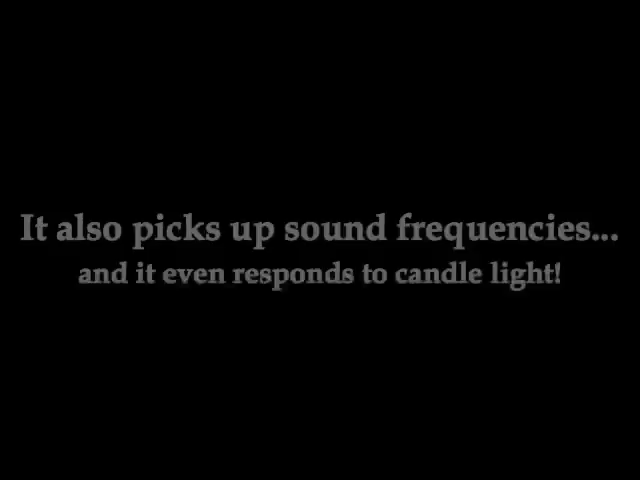 It also picks up sound frequencies...
and it even responds to candle light!